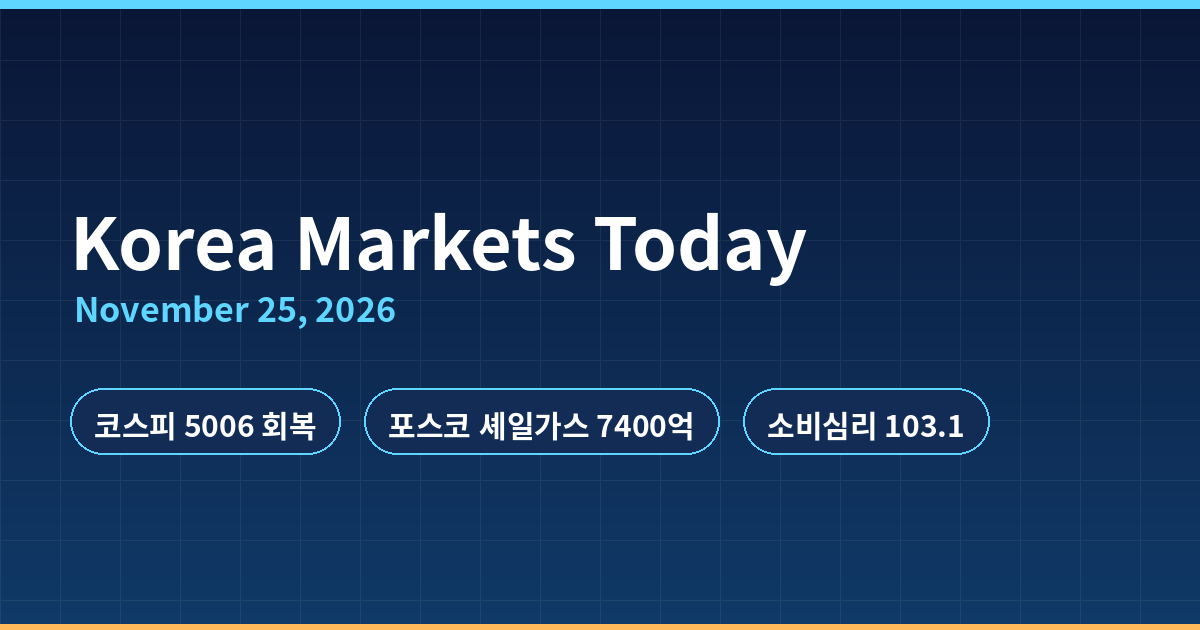 Korea Markets Today
November 25, 2026
코스피 5006 회복
포스코 셰일가스 7400억
소비심리 103.1